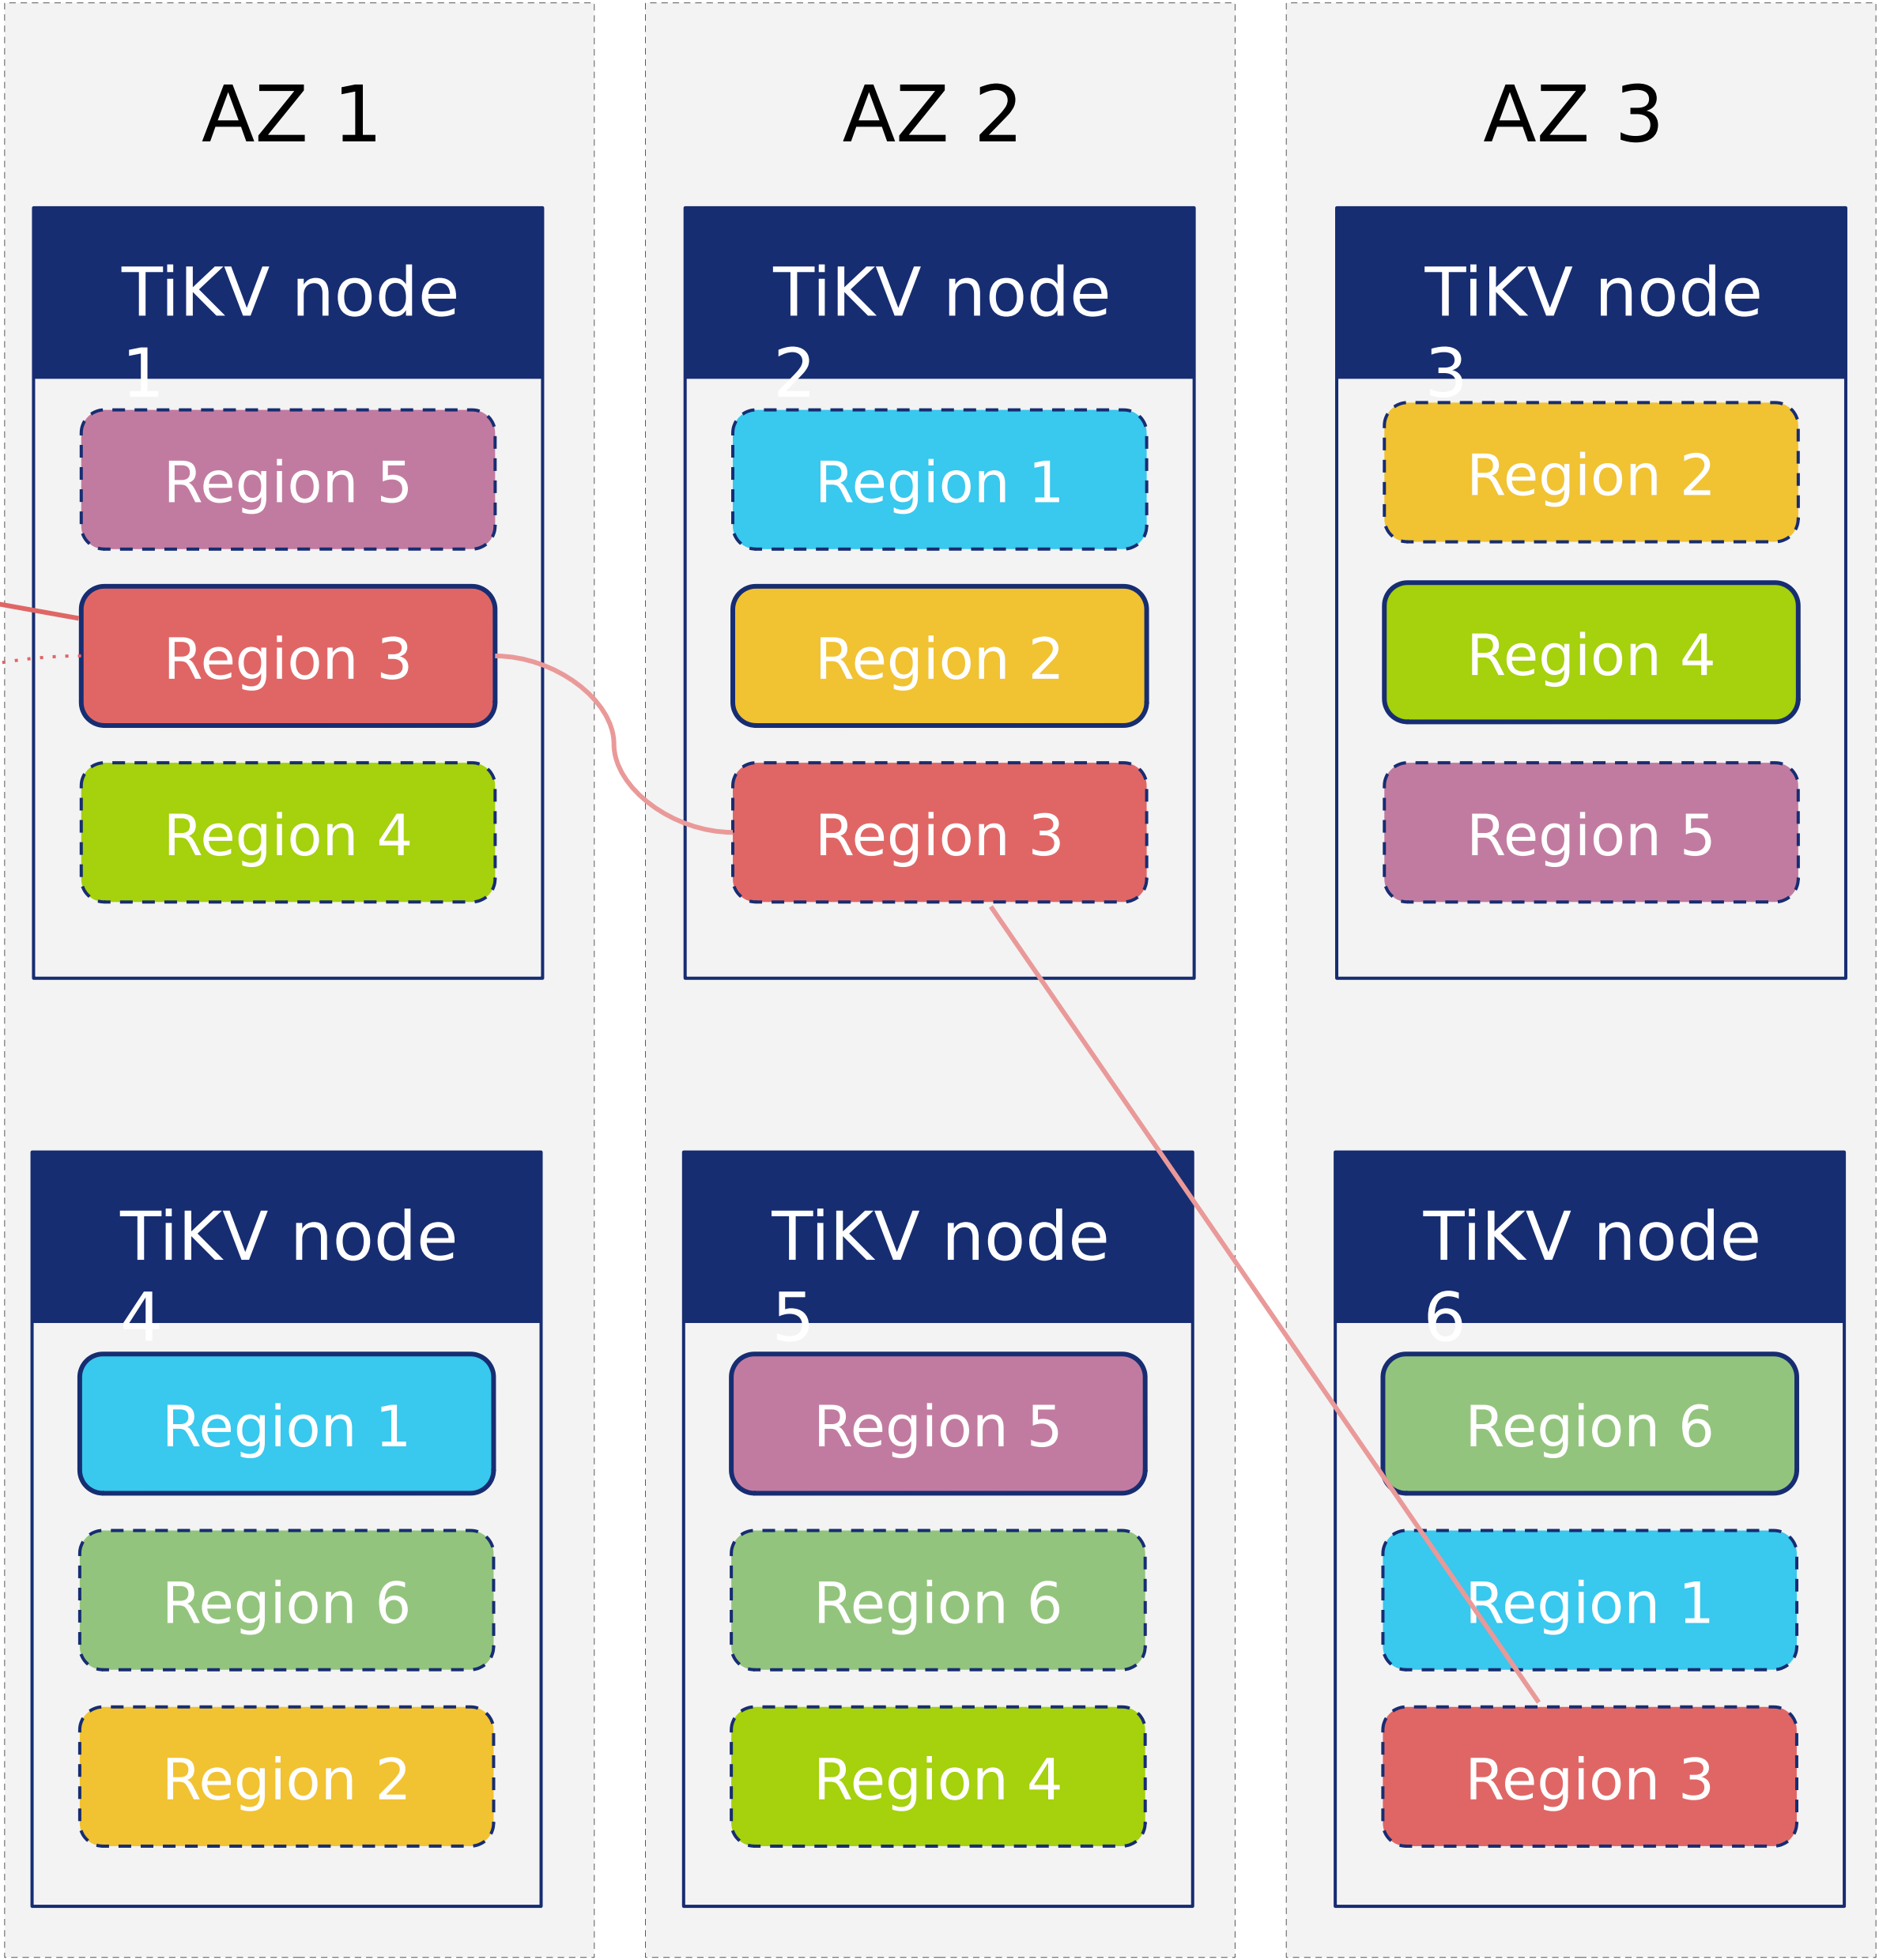 AZ 1
AZ 2
AZ 3
TiKV node
1
Region 5
Region 3
Region 4
TiKV node
2
Region 1
Region 2
Region 3
TiKV node
3
Region 2
Region 4
Region 5
TiKV node
4
Region 1
Region 6
Region 2
TiKV node
5
Region 5
Region 6
Region 4
TiKV node
6
Region 6
Region 1
Region 3